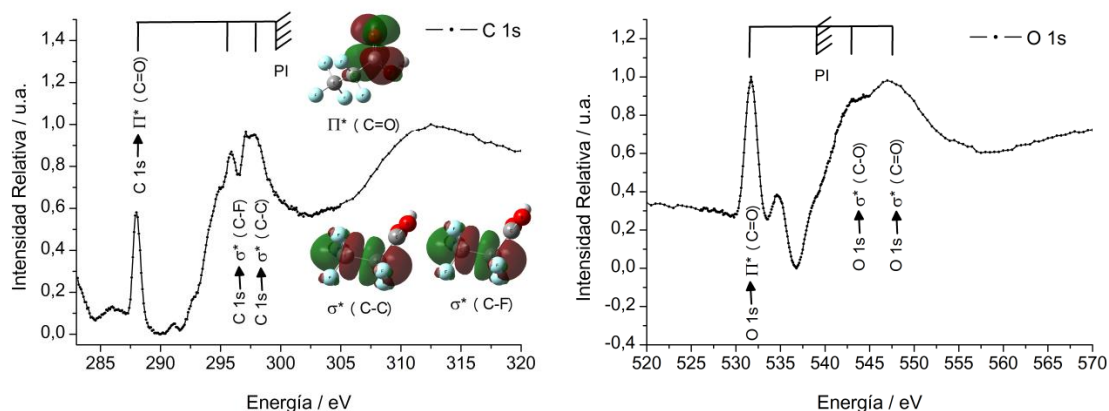 C 1s
PI
Π* ( C=O)
C 1s → Π* ( C=O)
C 1s → σ* (C-F)
C 1s → σ* (C-C)
σ* (C-C)
σ* ( C-F)
Intensidad Relativa / u.a.
1,4
1,2
1,0
0,8
0,6
0,4
0,2
0,0
285 290 295 300 305 310 315 320
Energía / eV
O 1s
PI
O 1s → Π* (C=O)
O 1s → σ* (C-O)
O 1s → σ* (C=O)
Intensidad Relativa / u.a.
1,2
1,0
0,8
0,6
0,4
0,2
0,0
-0,2
-0,4
520 525 530 535 540 545 550 555 560 565 570
Energía / eV